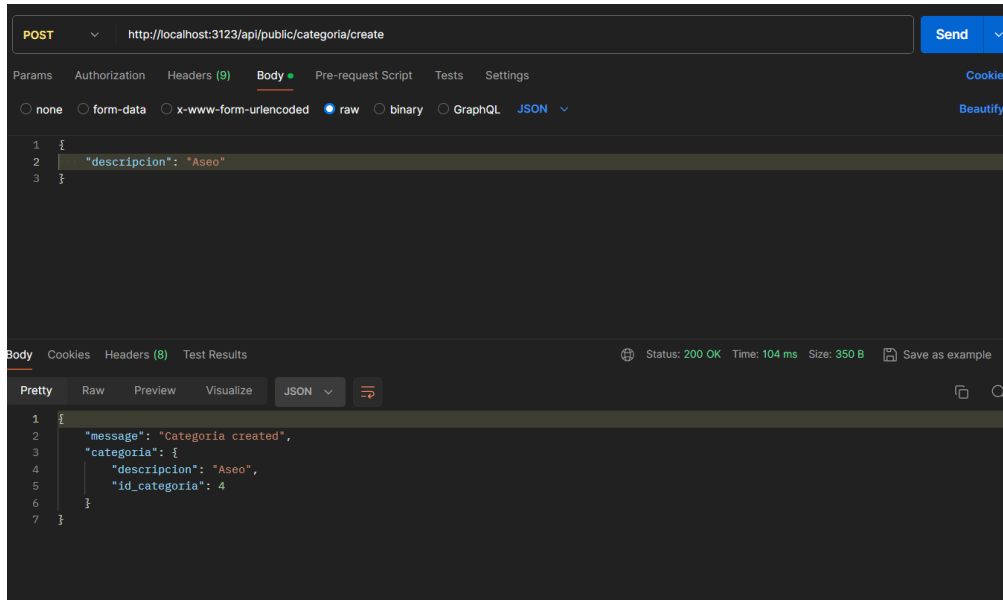 POST http://localhost:3123/api/public/categoria/create Send
Params Authorization Headers (9) Body Pre-request Script Tests Settings Cookie
none form-data x-www-form-urlencoded raw binary GraphQL JSON Beautify
1 {
2 "descripcion": "Aseo"
3 }
Body Cookies Headers (8) Test Results Status: 200 OK Time: 104 ms Size: 350 B Save as example
Pretty Raw Preview Visualize JSON
1 {
2 "message": "Categoria created",
3 "categoria": {
4 "descripcion": "Aseo",
5 "id_categoria": 4
6 }
7 }